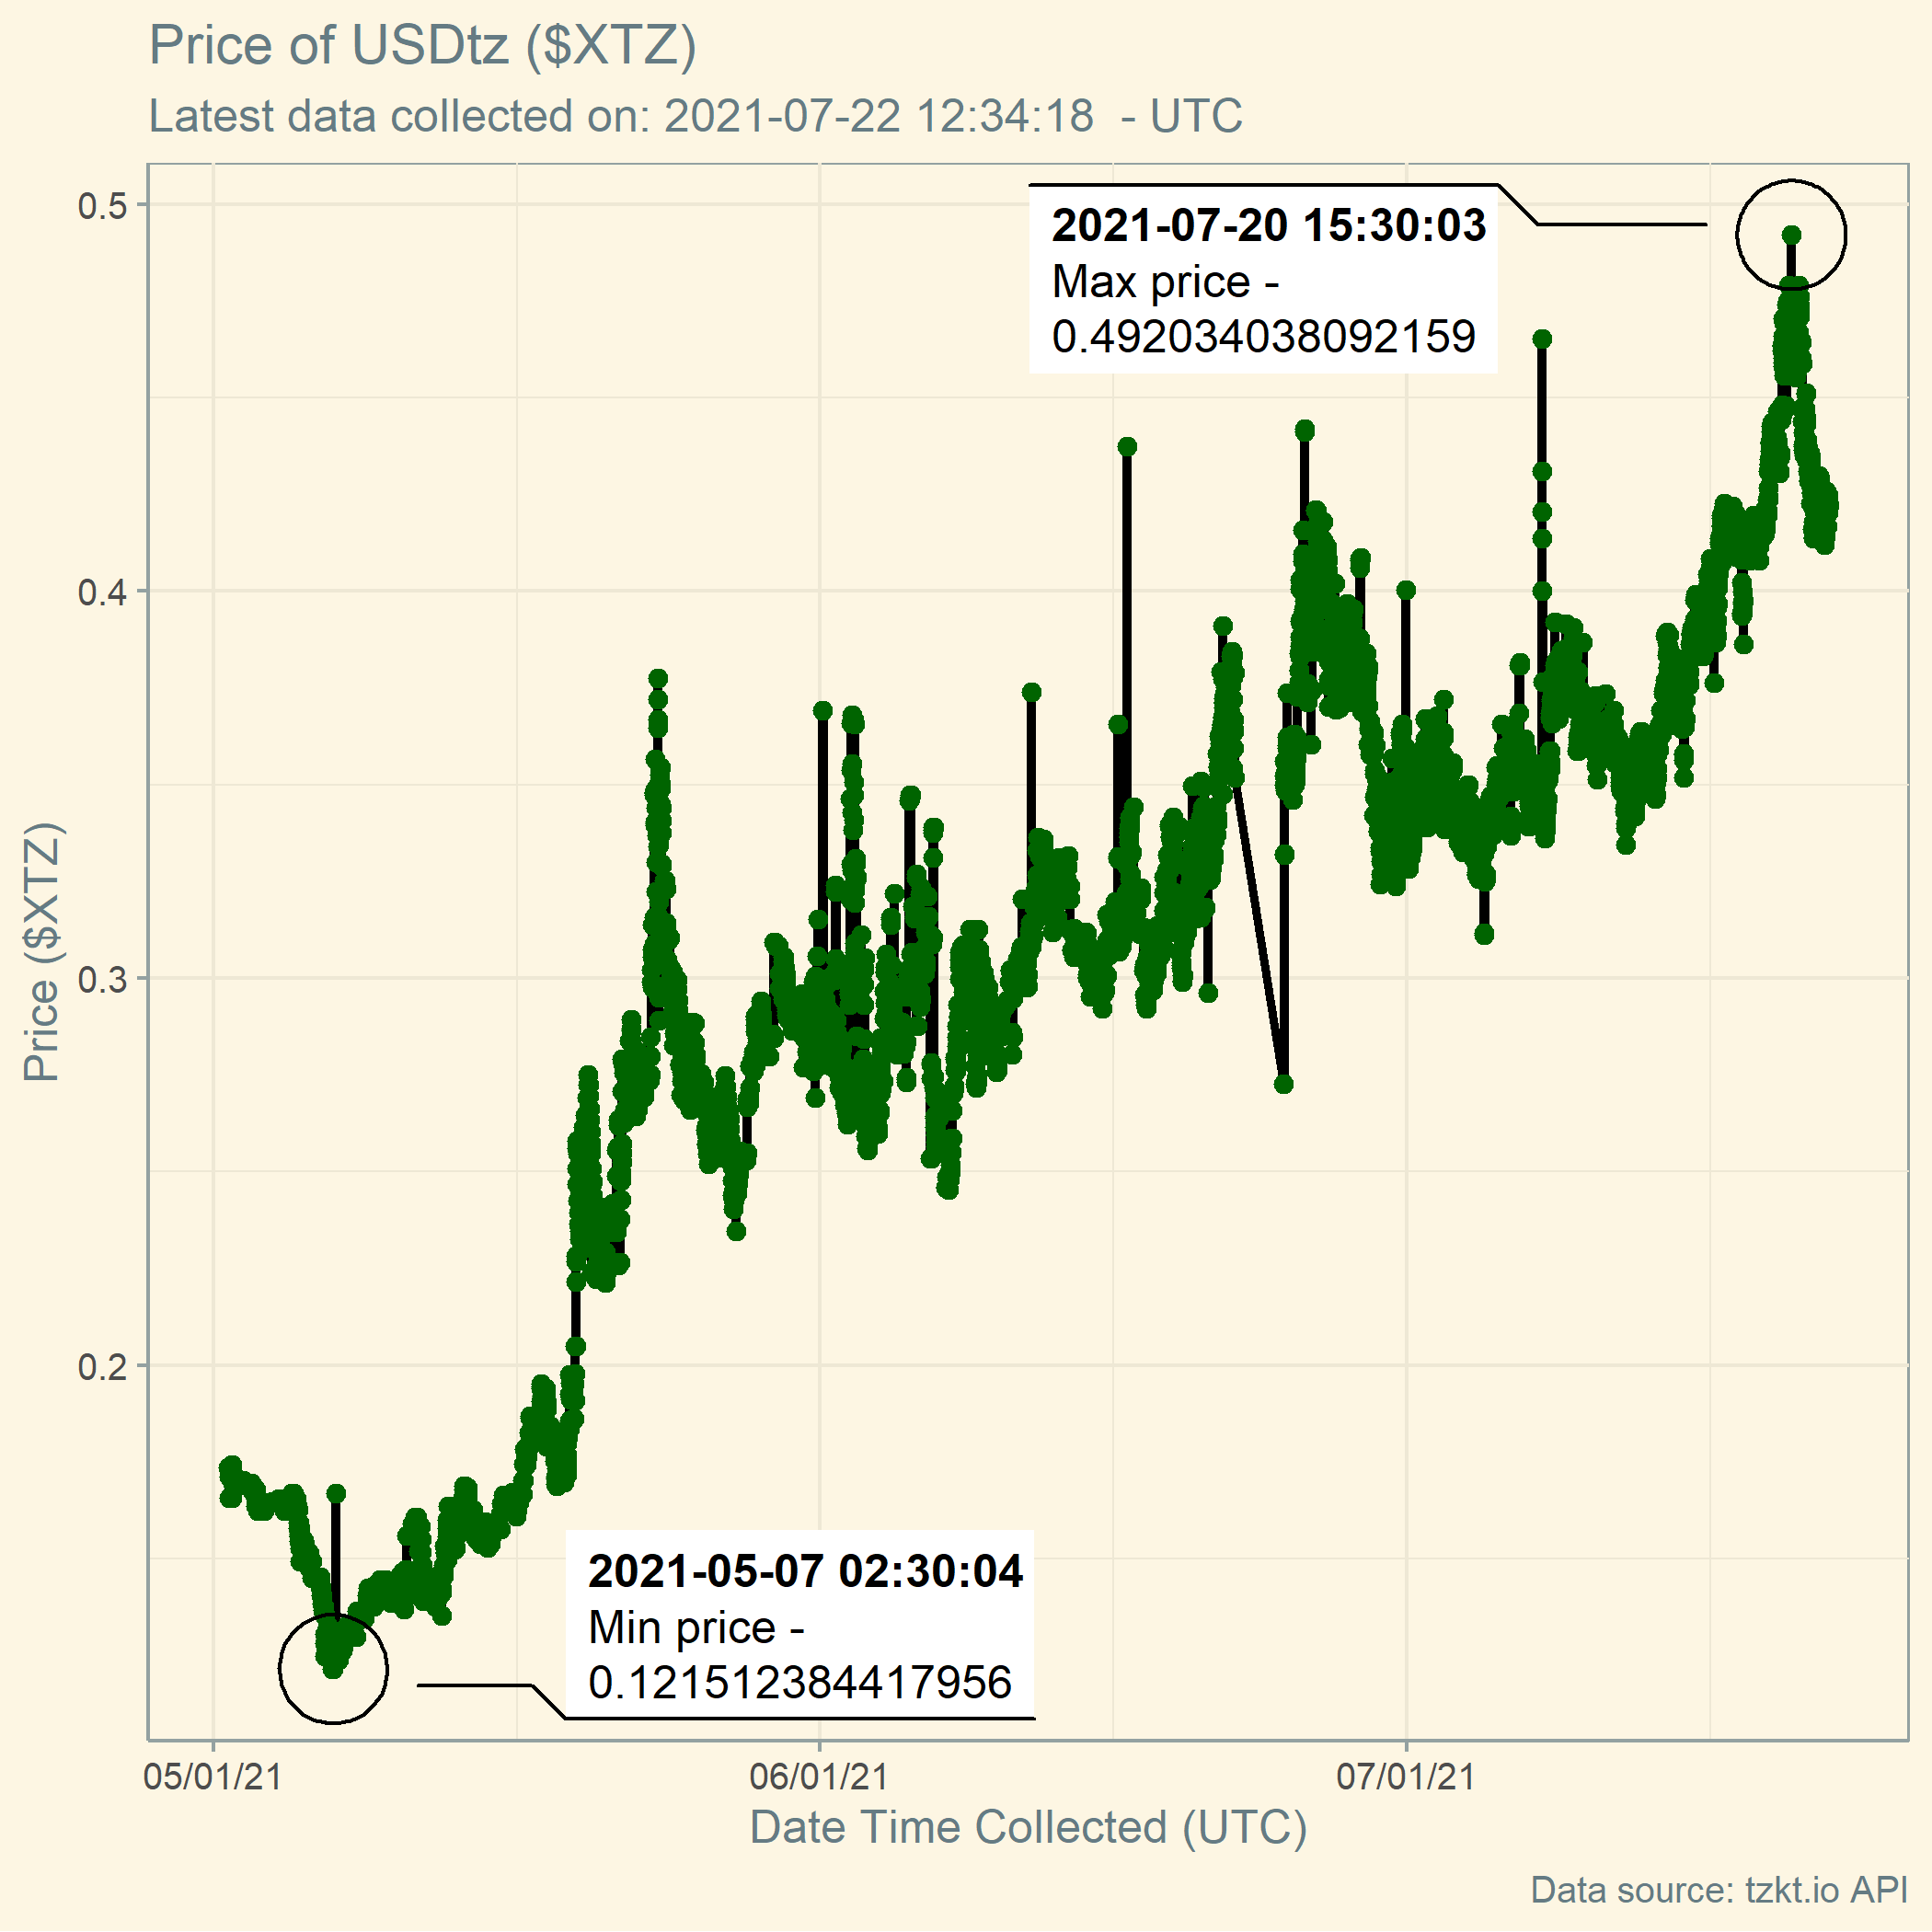 Price of USDtz ($XTZ)
Latest data collected on: 2021-07-22 12:34:18  - UTC
0.5
0.4
0.3
0.2
Price ($XTZ)
2021-07-20 15:30:03
Max price -
0.492034038092159
2021-05-07 02:30:04
Min price -
0.121512384417956
05/01/21
06/01/21
07/01/21
Date Time Collected (UTC)
Data source: tzkt.io API